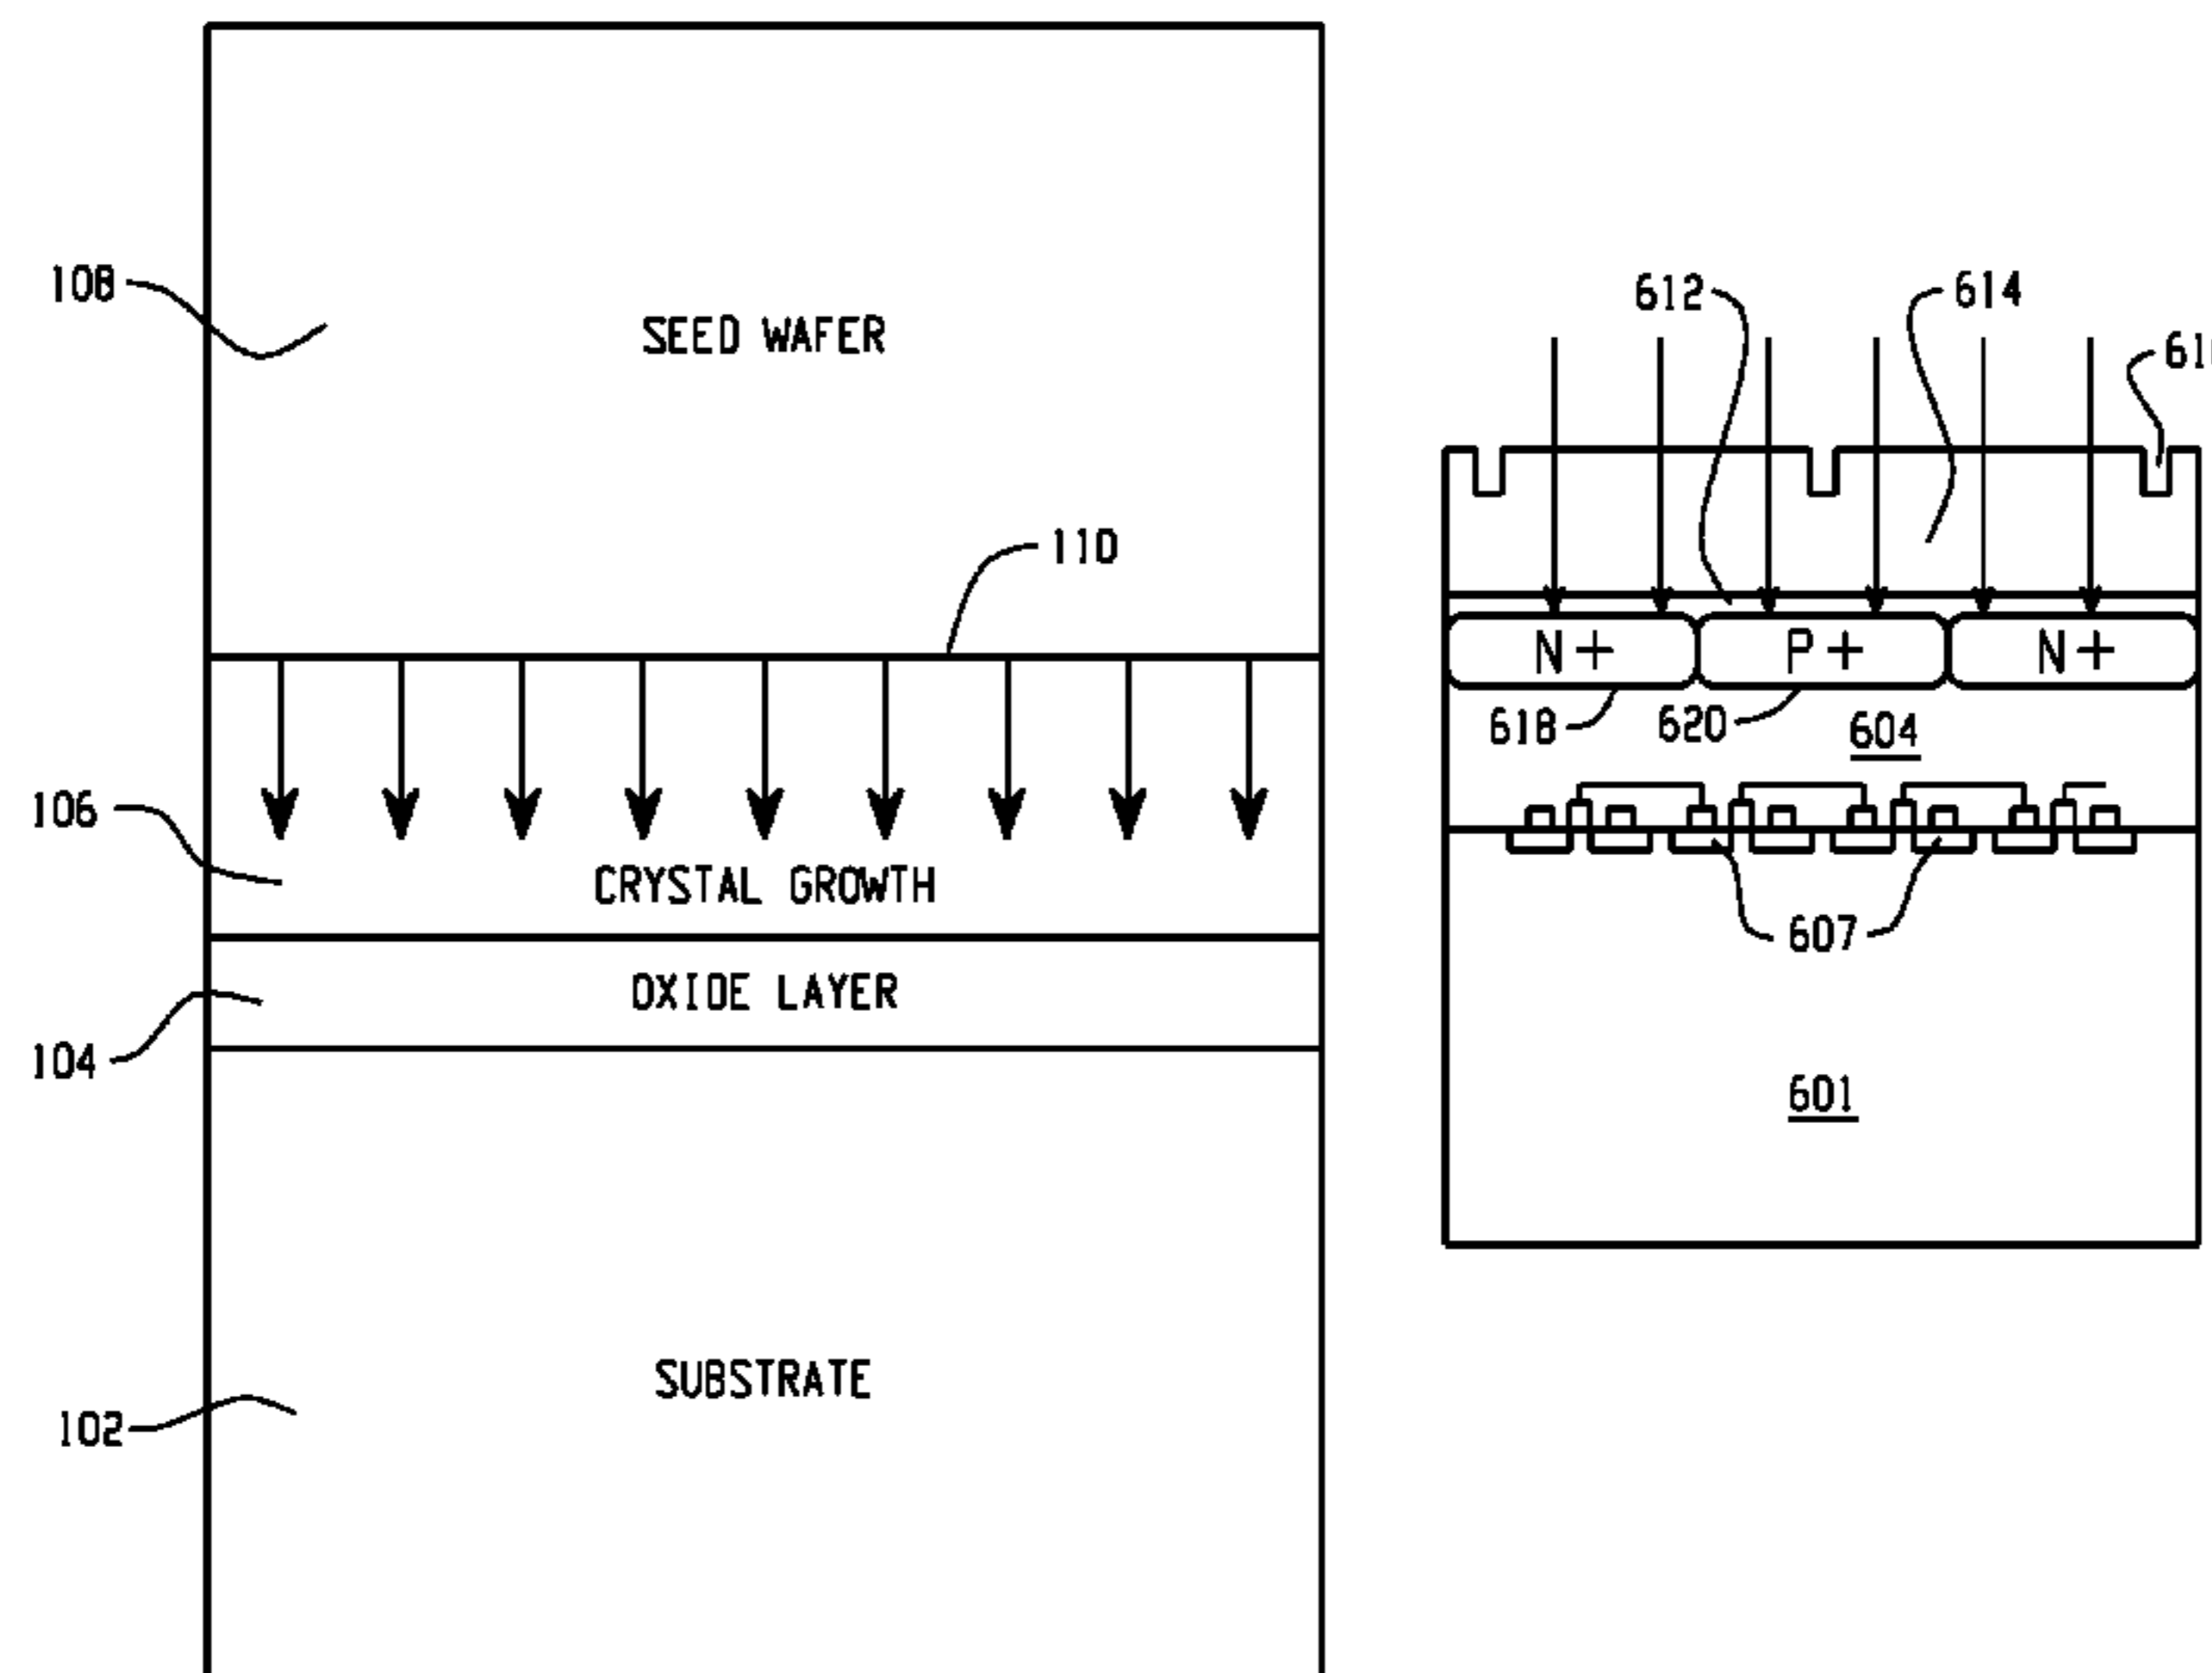 108
SEED WAFER
110
106
CRYSTAL GROWTH
OXIDE LAYER
104
SUBSTRATE
102
612
614
N+ P+ N+
618 620 604
607
601